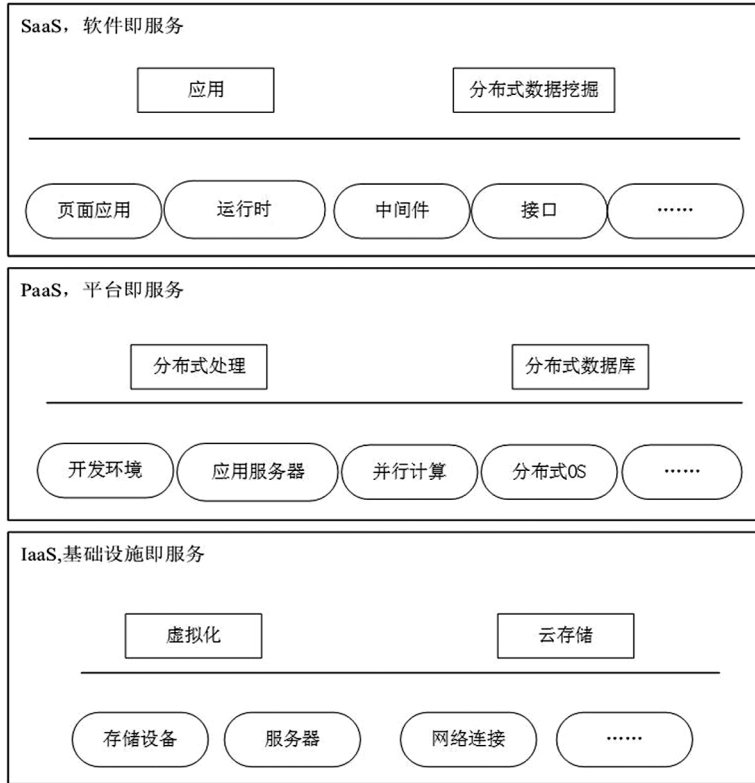 SaaS，软件即服务
应用
分布式数据挖掘
页面应用
运行时
中间件
接口
……
PaaS，平台即服务
分布式处理
分布式数据库
开发环境
应用服务器
并行计算
分布式OS
……
IaaS,基础设施即服务
虚拟化
云存储
存储设备
服务器
网络连接
……